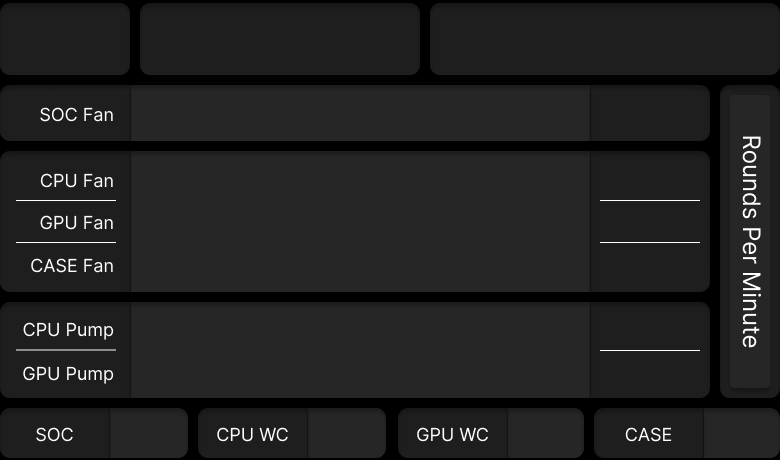 SOC Fan
CPU Fan
GPU Fan
CASE Fan
CPU Pump
GPU Pump
Rounds Per Minute
SOC
CPU WC
GPU WC
CASE